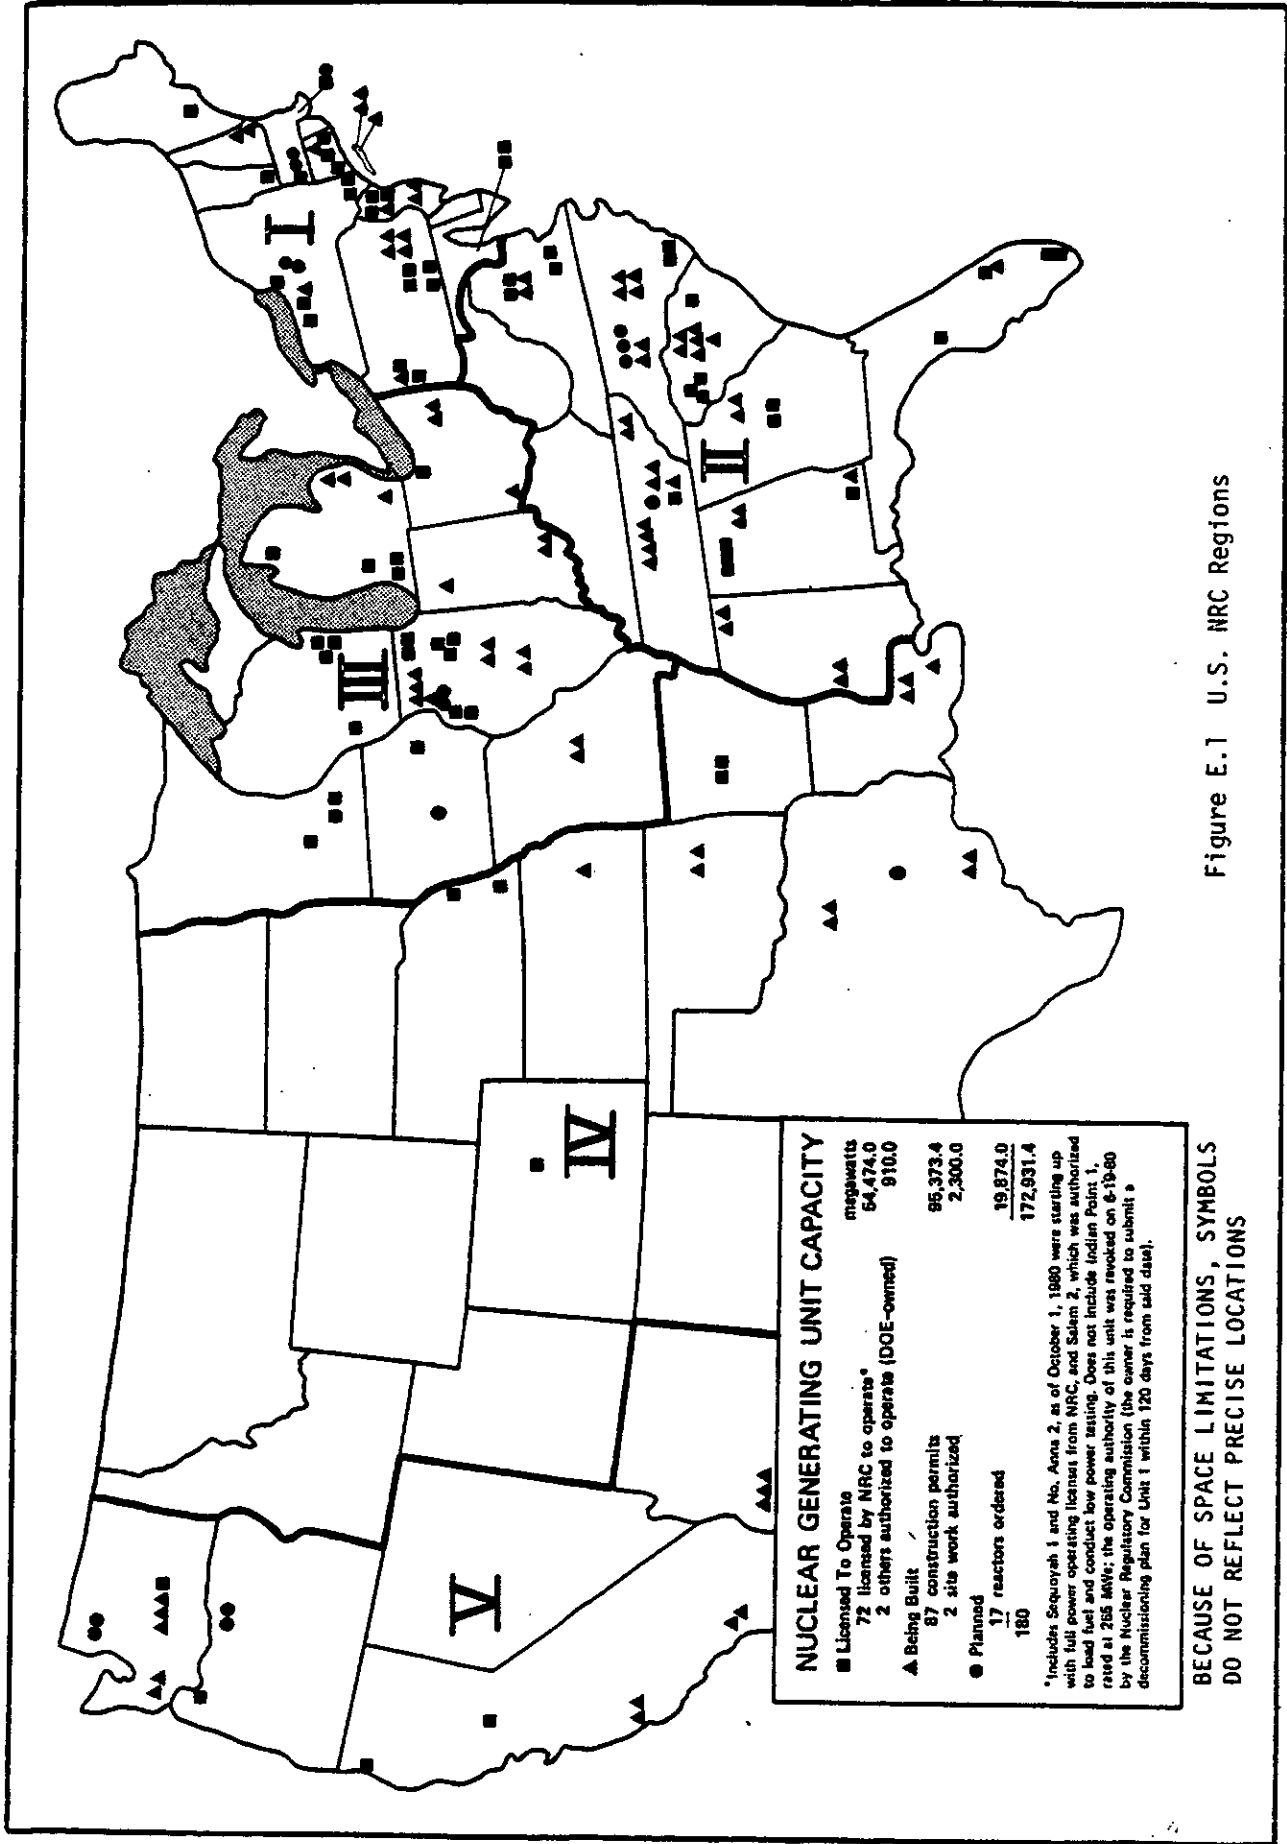 I
II
III
IV
V
NUCLEAR GENERATING UNIT CAPACITY
megawatts
■ Licensed To Operate
72 licensed by NRC to operate* 54,474.0
2 others authorized to operate (DOE-owned) 910.0
▲ Being Built
87 construction permits 95,373.4
2 site work authorized 2,300.0
● Planned
17 reactors ordered 19,874.0
180 172,931.4
*Includes Sequoyah 1 and No. Anna 2, as of October 1, 1980 were starting up
with full power operating licenses from NRC, and Salem 2, which was authorized
to load fuel and conduct low power testing. Does not include Indian Point 1,
rated at 265 MWe; the operating authority of this unit was revoked on 6-19-80
by the Nuclear Regulatory Commission (the owner is required to submit a
decommissioning plan for Unit 1 within 120 days from said date).
BECAUSE OF SPACE LIMITATIONS, SYMBOLS
DO NOT REFLECT PRECISE LOCATIONS
Figure E.1 U.S. NRC Regions